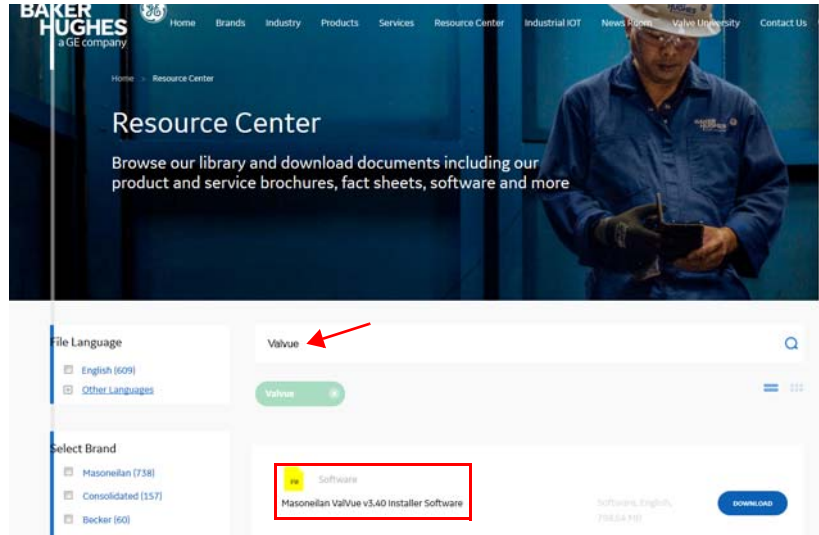 BAKER
HUGHES
a GE company
Home Brands Industry Products Services Resource Center Industrial IOT News Room Valve University Contact Us
Home > Resource Center
Resource Center
Browse our library and download documents including our
product and service brochures, fact sheets, software and more
File Language
Valvue
English (609)
Other Languages
Valvue
Select Brand
Masoneilan (738)
Software
Masoneilan ValVue v3.40 Installer Software
Software, English,
DOWNLOAD
Consolidated (157)
Becker (60)